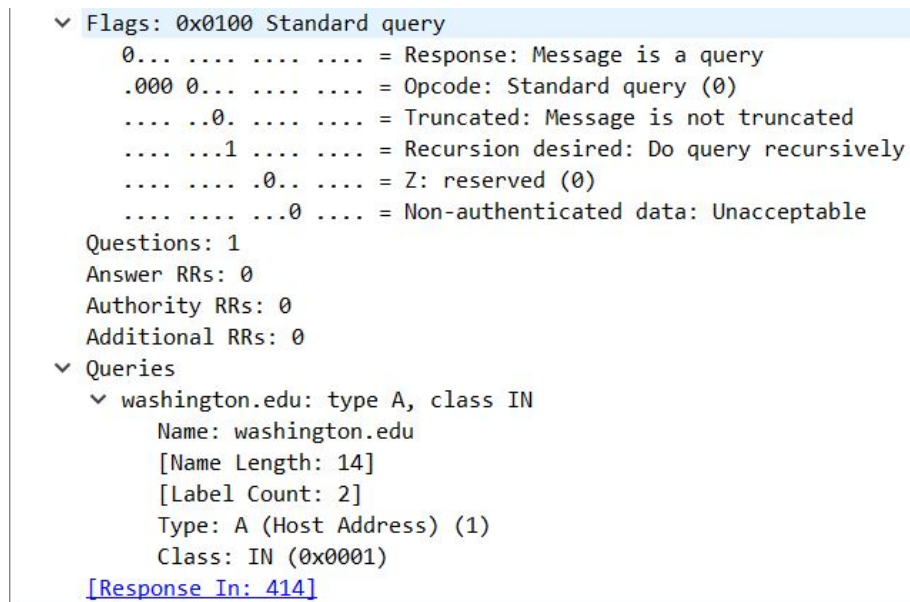 Flags: 0x0100 Standard query
0... .... .... .... = Response: Message is a query
.000 0... .... .... = Opcode: Standard query (0)
.... ..0. .... .... = Truncated: Message is not truncated
.... ...1 .... .... = Recursion desired: Do query recursively
.... .... .0.. .... = Z: reserved (0)
.... .... ...0 .... = Non-authenticated data: Unacceptable
Questions: 1
Answer RRs: 0
Authority RRs: 0
Additional RRs: 0
Queries
washington.edu: type A, class IN
Name: washington.edu
[Name Length: 14]
[Label Count: 2]
Type: A (Host Address) (1)
Class: IN (0x0001)
[Response In: 414]